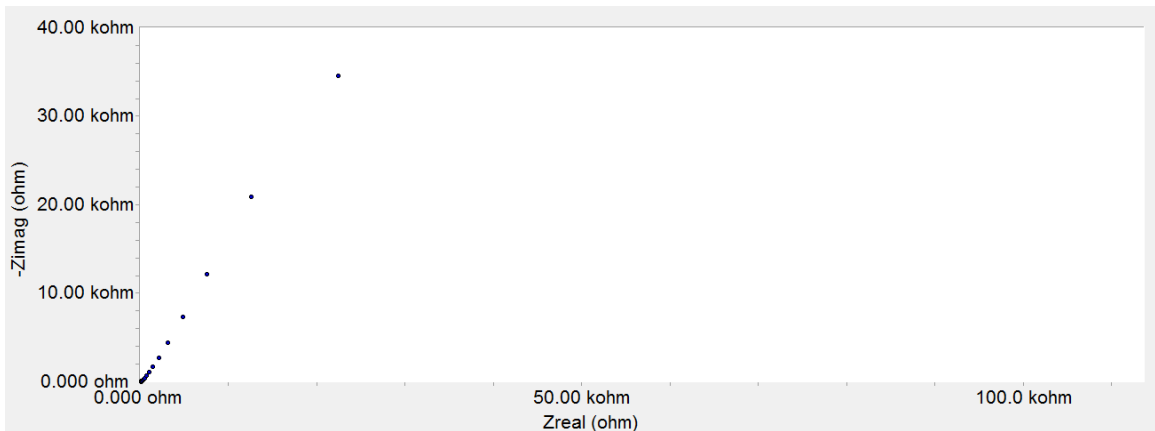 40.00 kohm
30.00 kohm
20.00 kohm
10.00 kohm
0.000 ohm
-Zimag (ohm)
0.000 ohm
50.00 kohm
100.0 kohm
Zreal (ohm)